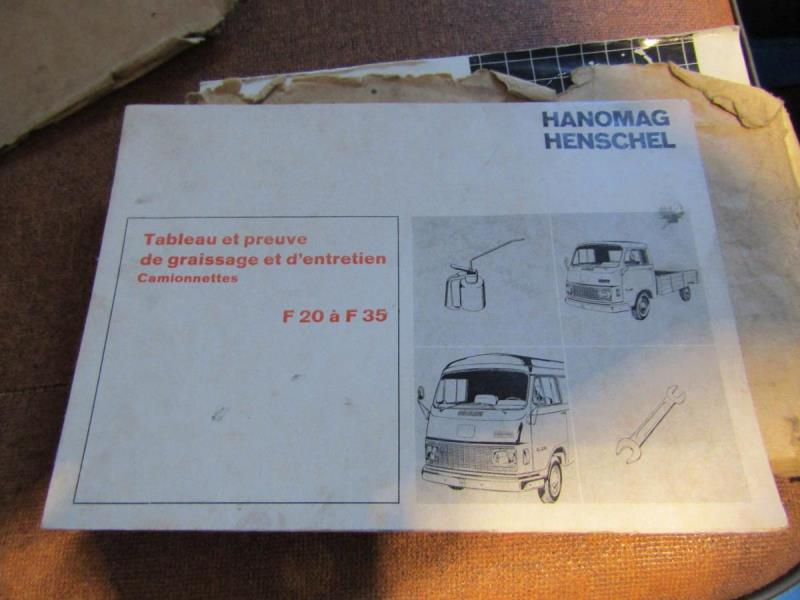 HANOMAG
HENSCHEL
Tableau et preuve
de graissage et d'entretien
Camionnettes
F 20 à F 35